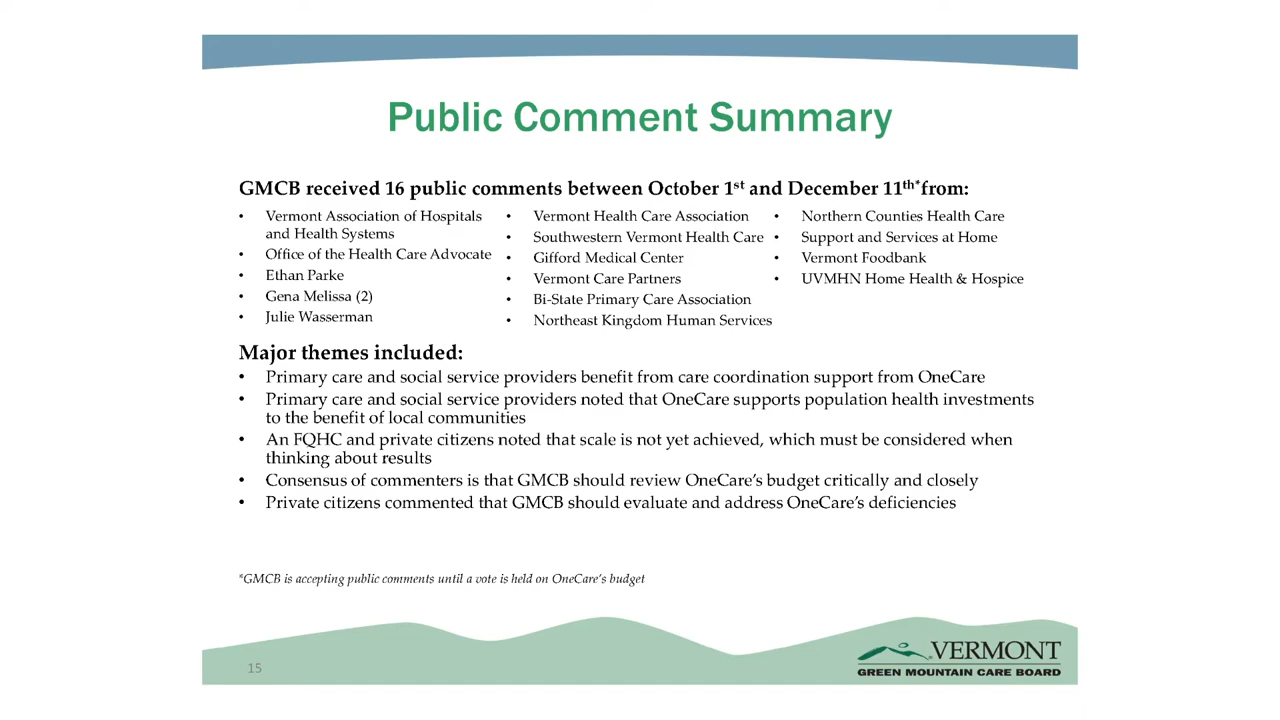 Public Comment Summary
GMCB received 16 public comments between October 1st and December 11th*from:
• Vermont Association of Hospitals
and Health Systems
• Office of the Health Care Advocate
• Ethan Parke
• Gena Melissa (2)
• Julie Wasserman
• Vermont Health Care Association
• Southwestern Vermont Health Care
• Gifford Medical Center
• Vermont Care Partners
• Bi-State Primary Care Association
• Northeast Kingdom Human Services
• Northern Counties Health Care
• Support and Services at Home
• Vermont Foodbank
• UVMHN Home Health & Hospice
Major themes included:
• Primary care and social service providers benefit from care coordination support from OneCare
• Primary care and social service providers noted that OneCare supports population health investments
to the benefit of local communities
• An FQHC and private citizens noted that scale is not yet achieved, which must be considered when
thinking about results
• Consensus of commenters is that GMCB should review OneCare's budget critically and closely
• Private citizens commented that GMCB should evaluate and address OneCare's deficiencies
*GMCB is accepting public comments until a vote is held on OneCare's budget
15
VERMONT
GREEN MOUNTAIN CARE BOARD